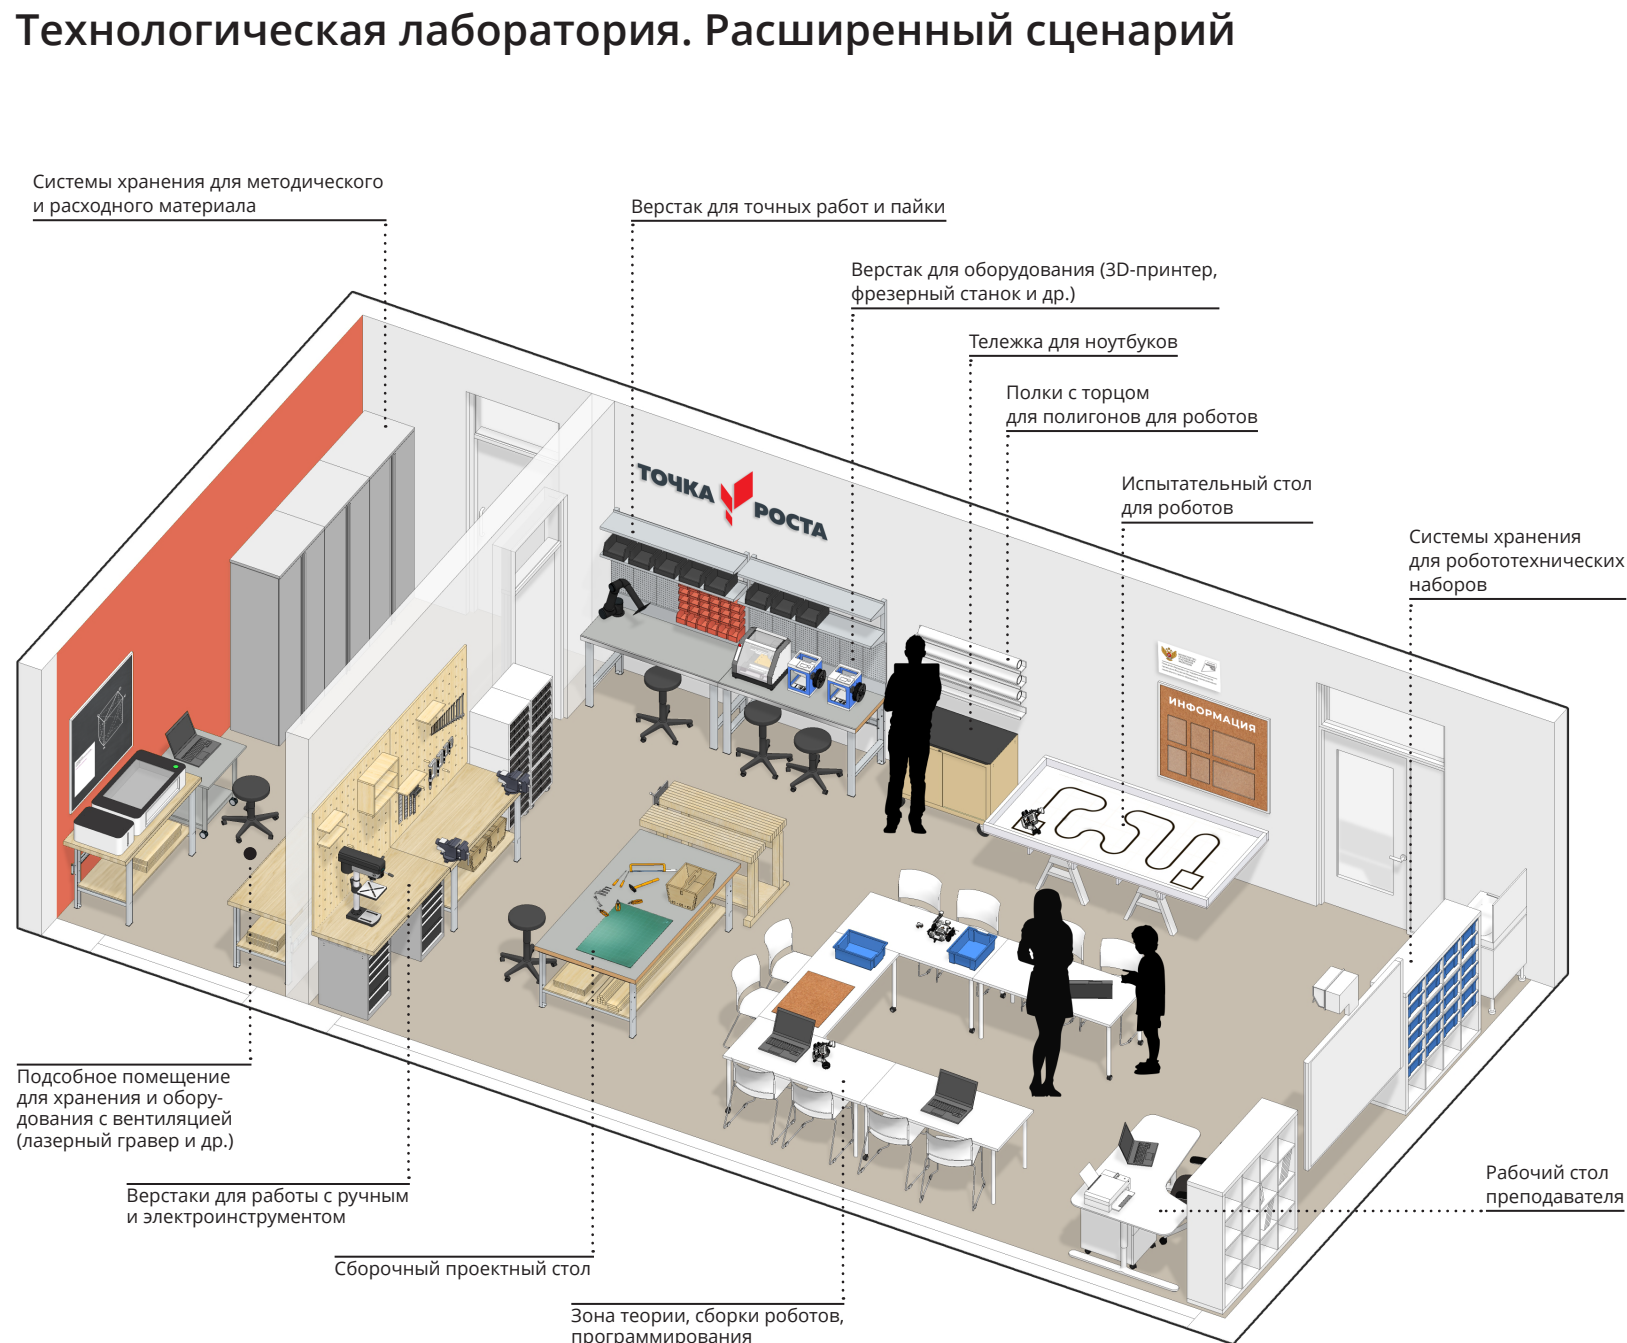 Технологическая лаборатория. Расширенный сценарий
Системы хранения для методического
и расходного материала
Верстак для точных работ и пайки
Верстак для оборудования (3D-принтер,
фрезерный станок и др.)
Тележка для ноутбуков
Полки с торцом
для полигонов для роботов
Испытательный стол
для роботов
Системы хранения
для робототехнических
наборов
ТОЧКА
РОСТА
ИНФОРМАЦИЯ
Подсобное помещение
для хранения и обору-
дования с вентиляцией
(лазерный гравер и др.)
Верстаки для работы с ручным
и электроинструментом
Сборочный проектный стол
Зона теории, сборки роботов,
программирования
Рабочий стол
преподавателя